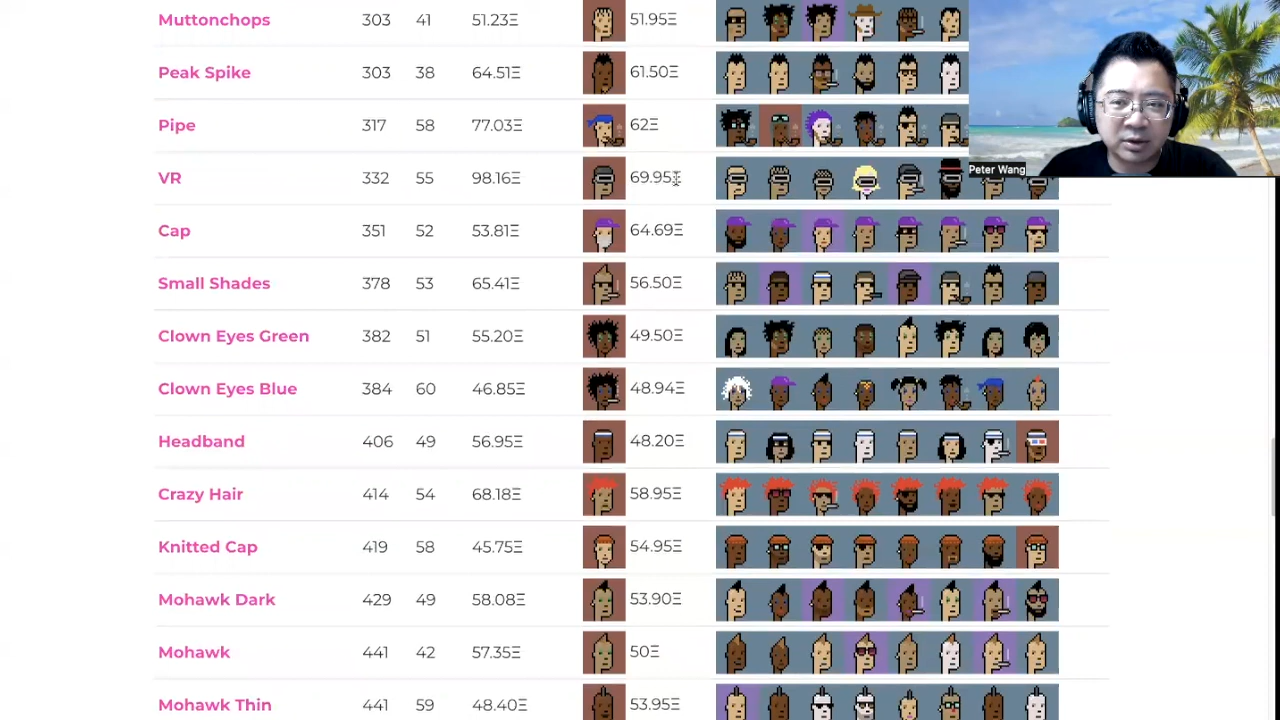 Muttonchops 303 41 51.23Ξ 51.95Ξ
Peak Spike 303 38 64.51Ξ 61.50Ξ
Pipe 317 58 77.03Ξ 62Ξ
Peter Wang
VR 332 55 98.16Ξ 69.95Ξ
Cap 351 52 53.81Ξ 64.69Ξ
Small Shades 378 53 65.41Ξ 56.50Ξ
Clown Eyes Green 382 51 55.20Ξ 49.50Ξ
Clown Eyes Blue 384 60 46.85Ξ 48.94Ξ
Headband 406 49 56.95Ξ 48.20Ξ
Crazy Hair 414 54 68.18Ξ 58.95Ξ
Knitted Cap 419 58 45.75Ξ 54.95Ξ
Mohawk Dark 429 49 58.08Ξ 53.90Ξ
Mohawk 441 42 57.35Ξ 50Ξ
Mohawk Thin 441 59 48.40Ξ 53.95Ξ